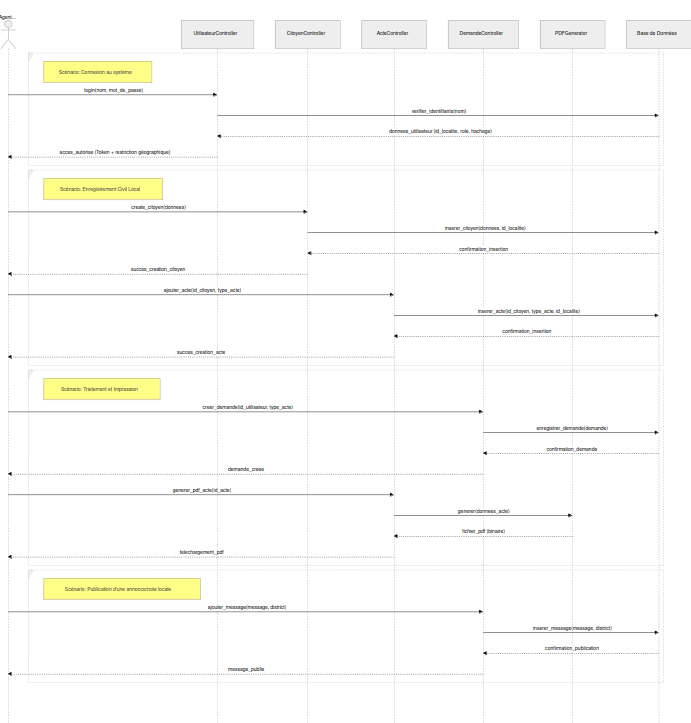 Agent...
UtilisateurController
CitoyenController
ActeController
DemandeController
PDFGenerator
Base de Données
Scénario: Connexion au système
login(nom, mot_de_passe)
verifier_identifiants(nom)
donnees_utilisateur (id_localite, role, hachage)
acces_autorise (Token + restriction géographique)
Scénario: Enregistrement Civil Local
create_citoyen(donnees)
inserer_citoyen(donnees, id_localite)
confirmation_insertion
succes_creation_citoyen
ajouter_acte(id_citoyen, type_acte)
inserer_acte(id_citoyen, type_acte, id_localite)
confirmation_insertion
succes_creation_acte
Scénario: Traitement et Impression
creer_demande(id_utilisateur, type_acte)
enregistrer_demande(demande)
confirmation_demande
demande_creee
generer_pdf_acte(id_acte)
generer(donnees_acte)
fichier_pdf (binaire)
telechargement_pdf
Scénario: Publication d'une annonce/note locale
ajouter_message(message, district)
inserer_message(message, district)
confirmation_publication
message_publie